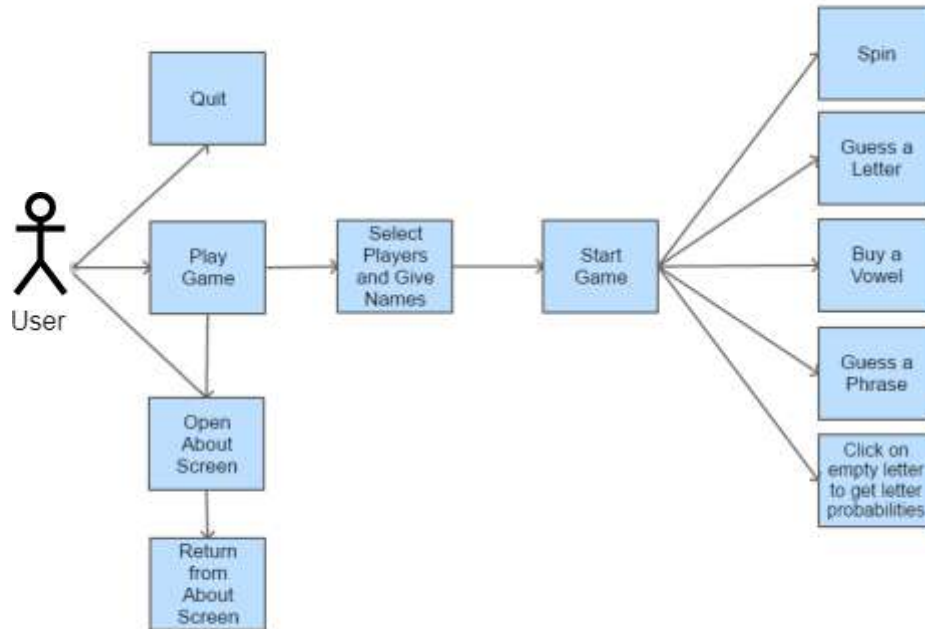 Quit
User
Play
Game
Open
About
Screen
Return
from
About
Screen
Select
Players
and Give
Names
Start
Game
Spin
Guess a
Letter
Buy a
Vowel
Guess a
Phrase
Click on
empty letter
to get letter
probabilities